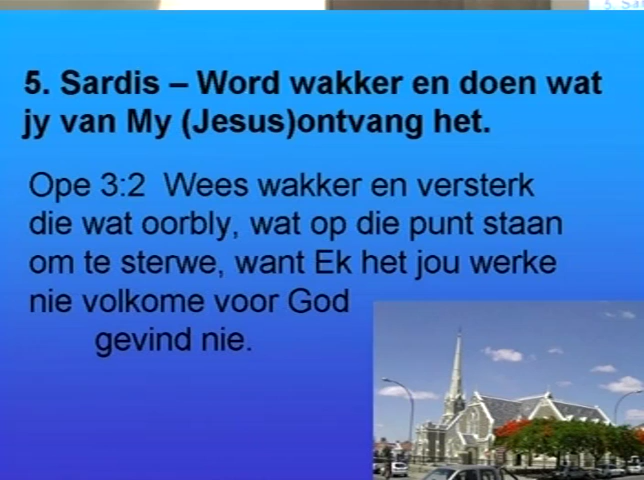 5. Sa
5. Sardis – Word wakker en doen wat
jy van My (Jesus)ontvang het.
Ope 3:2 Wees wakker en versterk
die wat oorbly, wat op die punt staan
om te sterwe, want Ek het jou werke
nie volkome voor God
gevind nie.